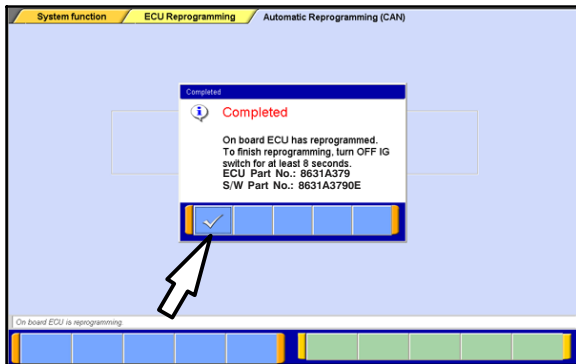 System function
ECU Reprogramming
Automatic Reprogramming (CAN)
Completed
Completed
On board ECU has reprogrammed.
To finish reprogramming, turn OFF IG
switch for at least 8 seconds.
ECU Part No.: 8631A379
S/W Part No.: 8631A3790E
On board ECU is reprogramming